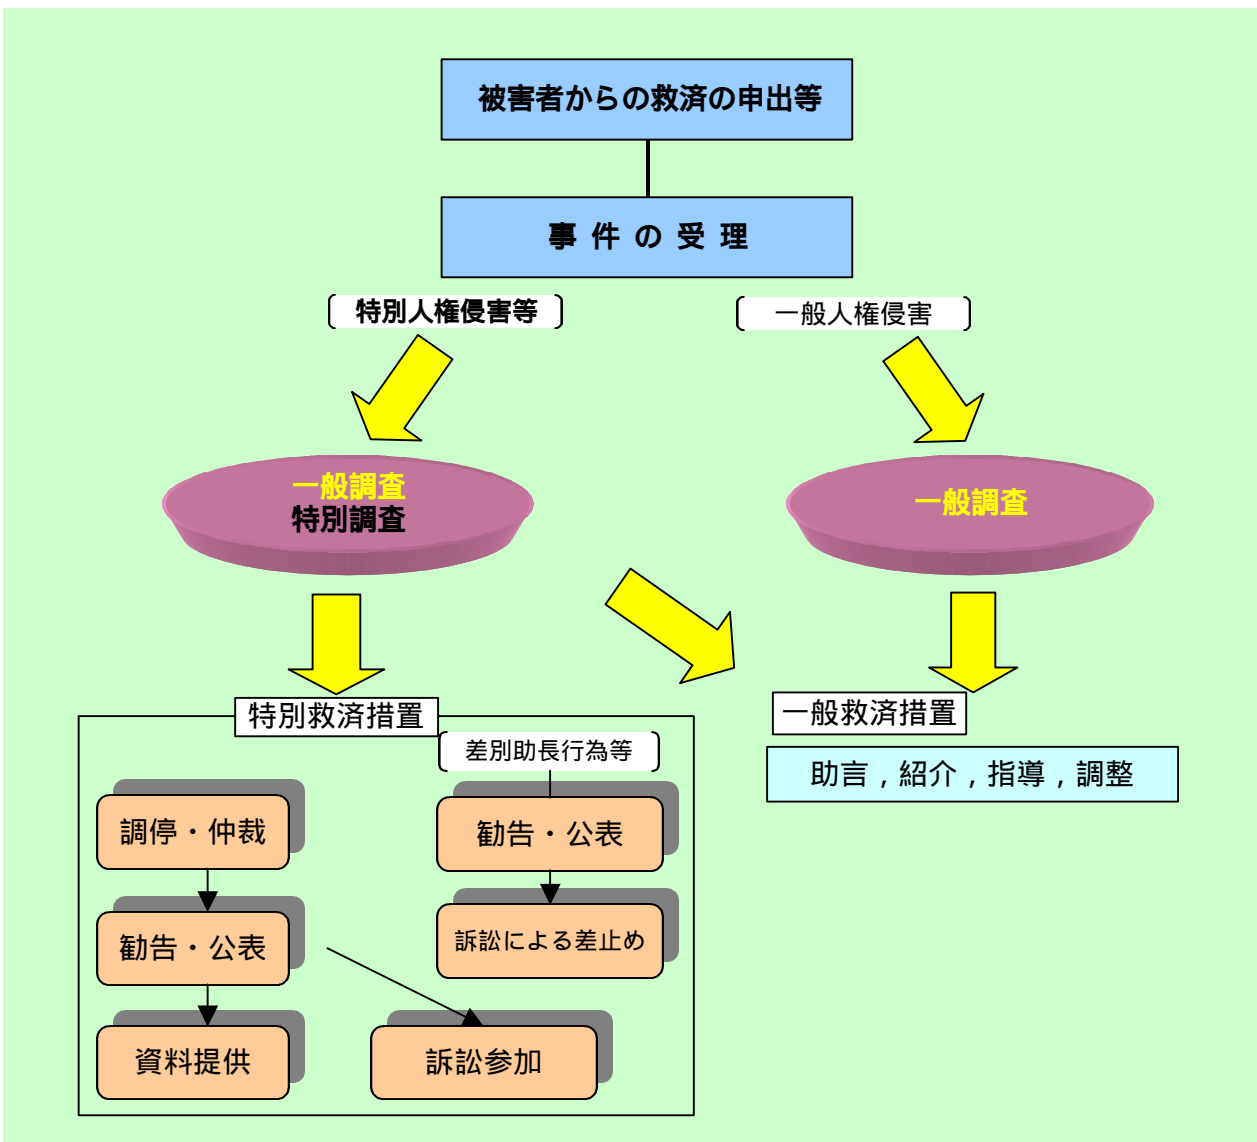 被害者からの救済の申出等
事件の受理
特別人権侵害等
一般人権侵害
一般調査
特別調査
一般調査
特別救済措置
一般救済措置
差別助長行為等
助言，紹介，指導，調整
調停・仲裁
勧告・公表
勧告・公表
訴訟による差止め
資料提供
訴訟参加